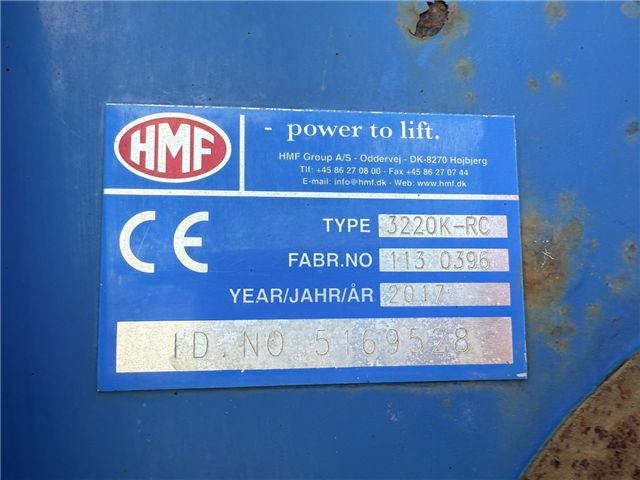 HMF
- power to lift.
HMF Group A/S - Oddervej - DK-8270 Hojbjerg
Tlf: +45 86 27 08 00 - Fax +45 86 27 07 44
E-mail: info@hmf.dk - Web: www.hmf.dk
CE
TYPE 3220K-RC
FABR.NO 113 0396
YEAR/JAHR/ÅR 2017
ID.NO 5169528